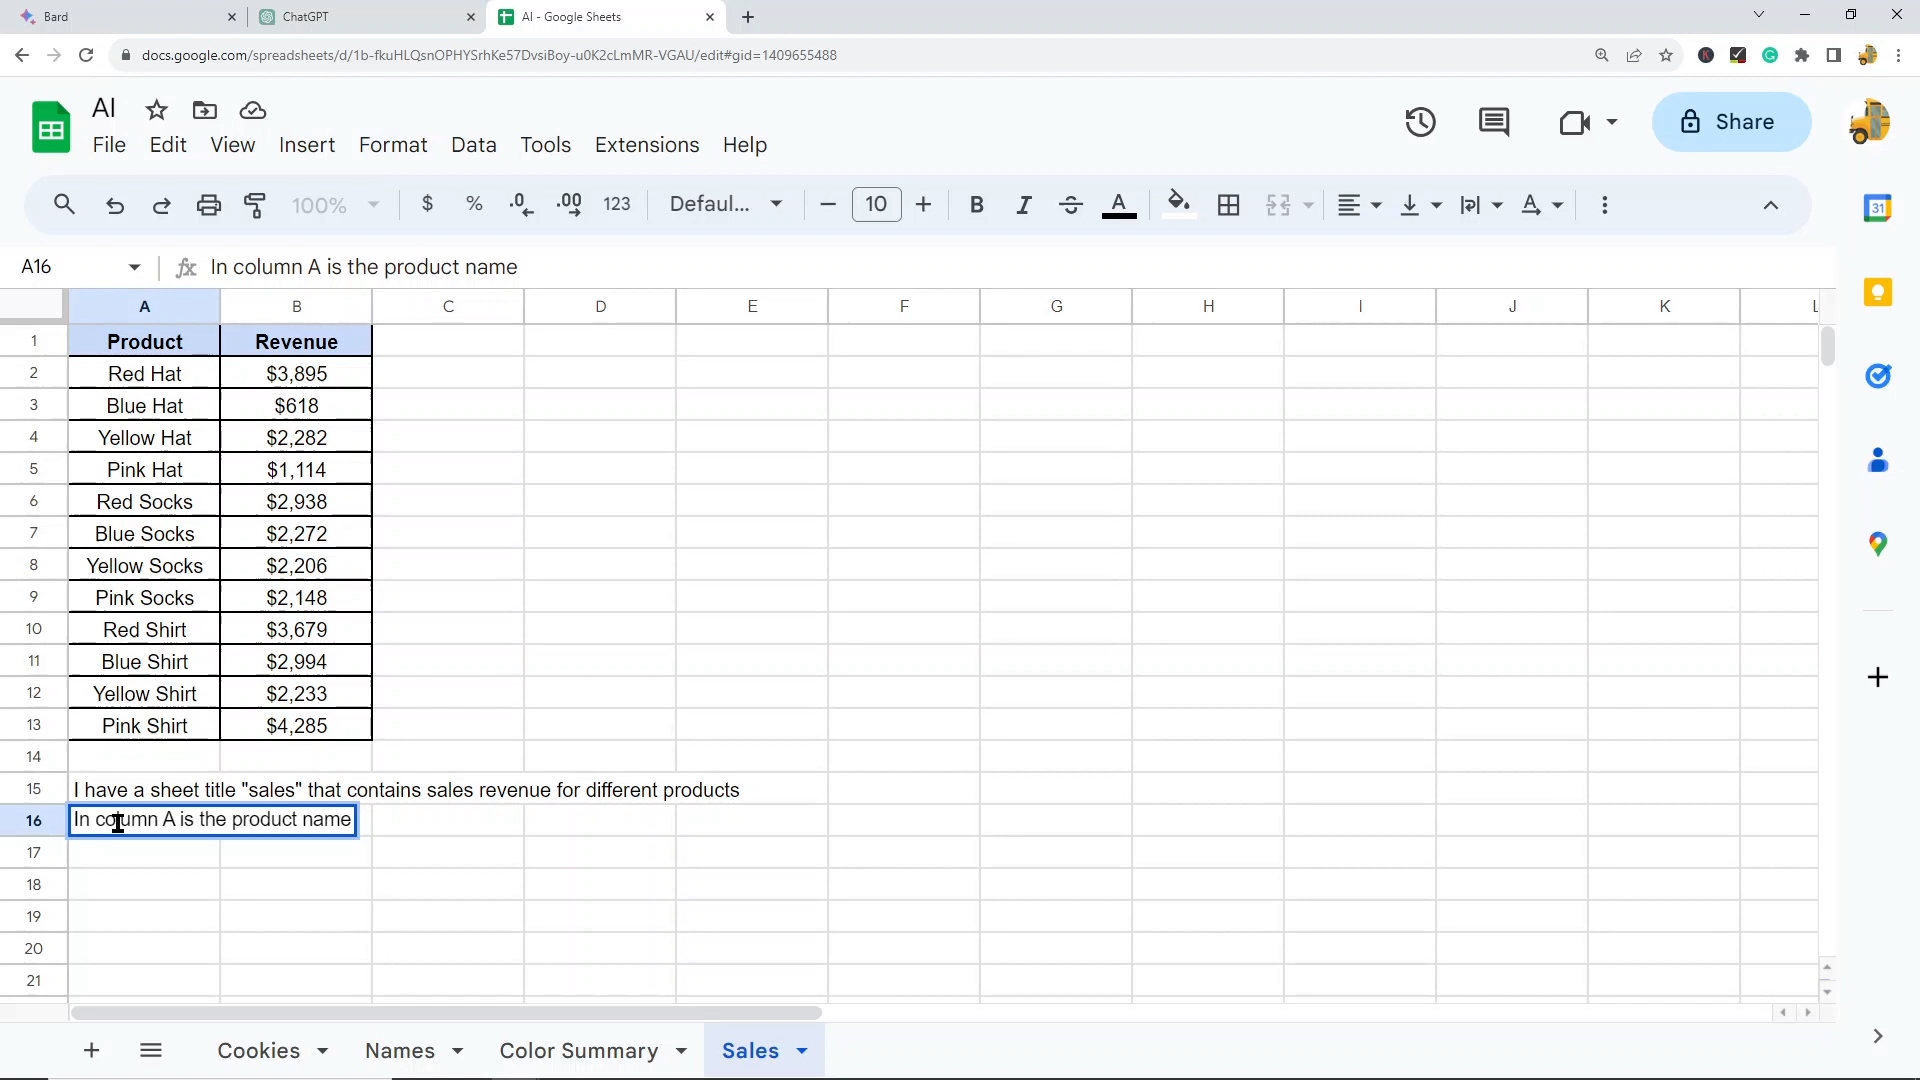 Bard
ChatGPT
AI - Google Sheets
docs.google.com/spreadsheets/d/1b-fkuHLQsnOPHYSrhKe57DvsiBoy-u0K2cLmMR-VGAU/edit#gid=1409655488
AI
File Edit View Insert Format Data Tools Extensions Help
Share
100% $ % .0 .00 123 Defaul... 10 B I S A
31
A16 fx In column A is the product name
A B C D E F G H I J K L
1 Product Revenue
2 Red Hat $3,895
3 Blue Hat $618
4 Yellow Hat $2,282
5 Pink Hat $1,114
6 Red Socks $2,938
7 Blue Socks $2,272
8 Yellow Socks $2,206
9 Pink Socks $2,148
10 Red Shirt $3,679
11 Blue Shirt $2,994
12 Yellow Shirt $2,233
13 Pink Shirt $4,285
14
15 I have a sheet title "sales" that contains sales revenue for different products
16 In column A is the product name
17
18
19
20
21
Cookies Names Color Summary Sales